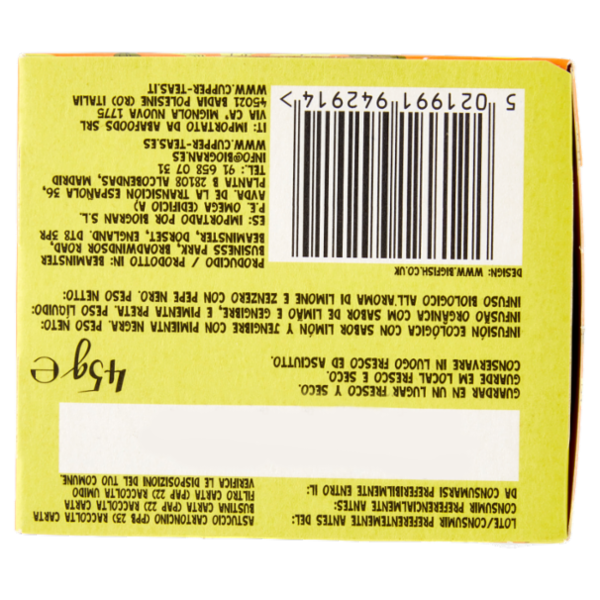 LOTE/CONSUMIR PREFERENTEMENTE ANTES DEL:
CONSUMIR PREFERENCIALMENTE ANTES:
DA CONSUMARSI PREFERIBILMENTE ENTRO IL:
ASTUCCIO CARTONCINO (PPB 25) RACCOLTA CARTA
BUSTINA CARTA (PAP 22) RACCOLTA CARTA
FILTRO CARTA (PAP 22) RACCOLTA UMIDO
VERIFICA LE DISPOSIZIONI DEL TUO COMUNE.
GUARDAR EN UN LUGAR FRESCO Y SECO.
GUARDE EM LOCAL FRESCO E SECO.
CONSERVARE IN LUOGO FRESCO ED ASCIUTTO.
45g e
INFUSIÓN ECOLÓGICA CON SABOR LIMÓN Y JENGIBRE CON PIMIENTA NEGRA. PESO NETO:
INFUSÃO ORGÂNICA COM SABOR DE LIMÃO E GENGIBRE, E PIMENTA PRETA. PESO LÍQUIDO:
INFUSO BIOLOGICO ALL'AROMA DI LIMONE E ZENZERO CON PEPE NERO. PESO NETTO:
DESIGN: WWW.BIGFISH.CO.UK
5 021991 942914 >
PRODUCIDO / PRODOTTO IN: BEAMINSTER
BUSINESS PARK, BROADWINDSOR ROAD,
BEAMINSTER, DORSET, ENGLAND. DT8 3PR
ES: IMPORTADO POR BIOGRAN S.L.
P.E. OMEGA (EDIFICIO A)
AVDA. DE LA TRANSICIÓN ESPAÑOLA 36,
PLANTA B 28108 ALCOBENDAS, MADRID
TEL.: 91 658 07 31
INFO@BIOGRAN.ES
WWW.CUPPER-TEAS.ES
IT: IMPORTATO DA ABAFOODS SRL
VIA CA' MIGNOLA NUOVA 1775
45021 BADIA POLESINE (RO) ITALIA
WWW.CUPPER-TEAS.IT